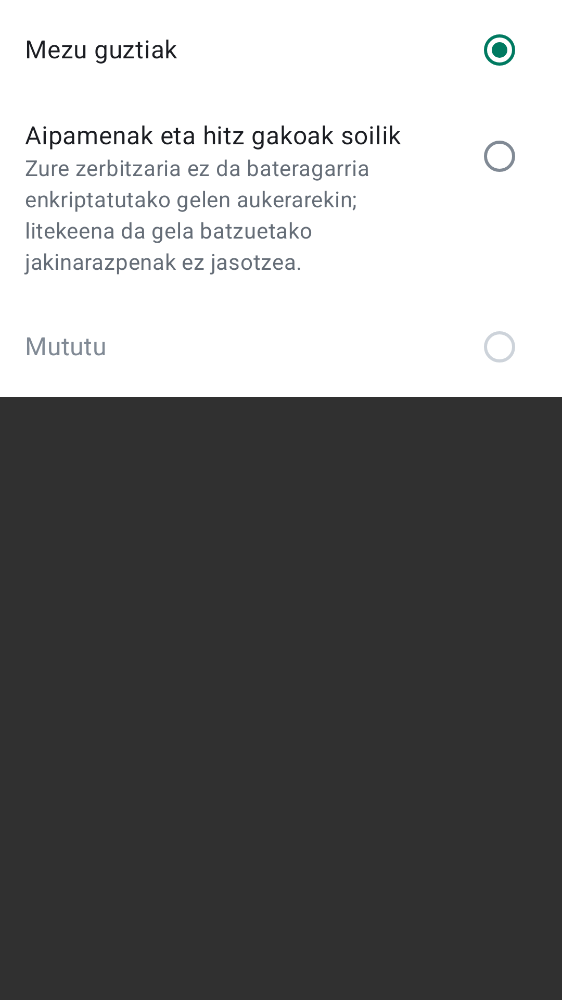 Mezu guztiak
Aipamenak eta hitz gakoak soilik
Zure zerbitzaria ez da bateragarria
enkriptatutako gelen aukerarekin;
litekeena da gela batzuetako
jakinarazpenak ez jasotzea.
Mututu